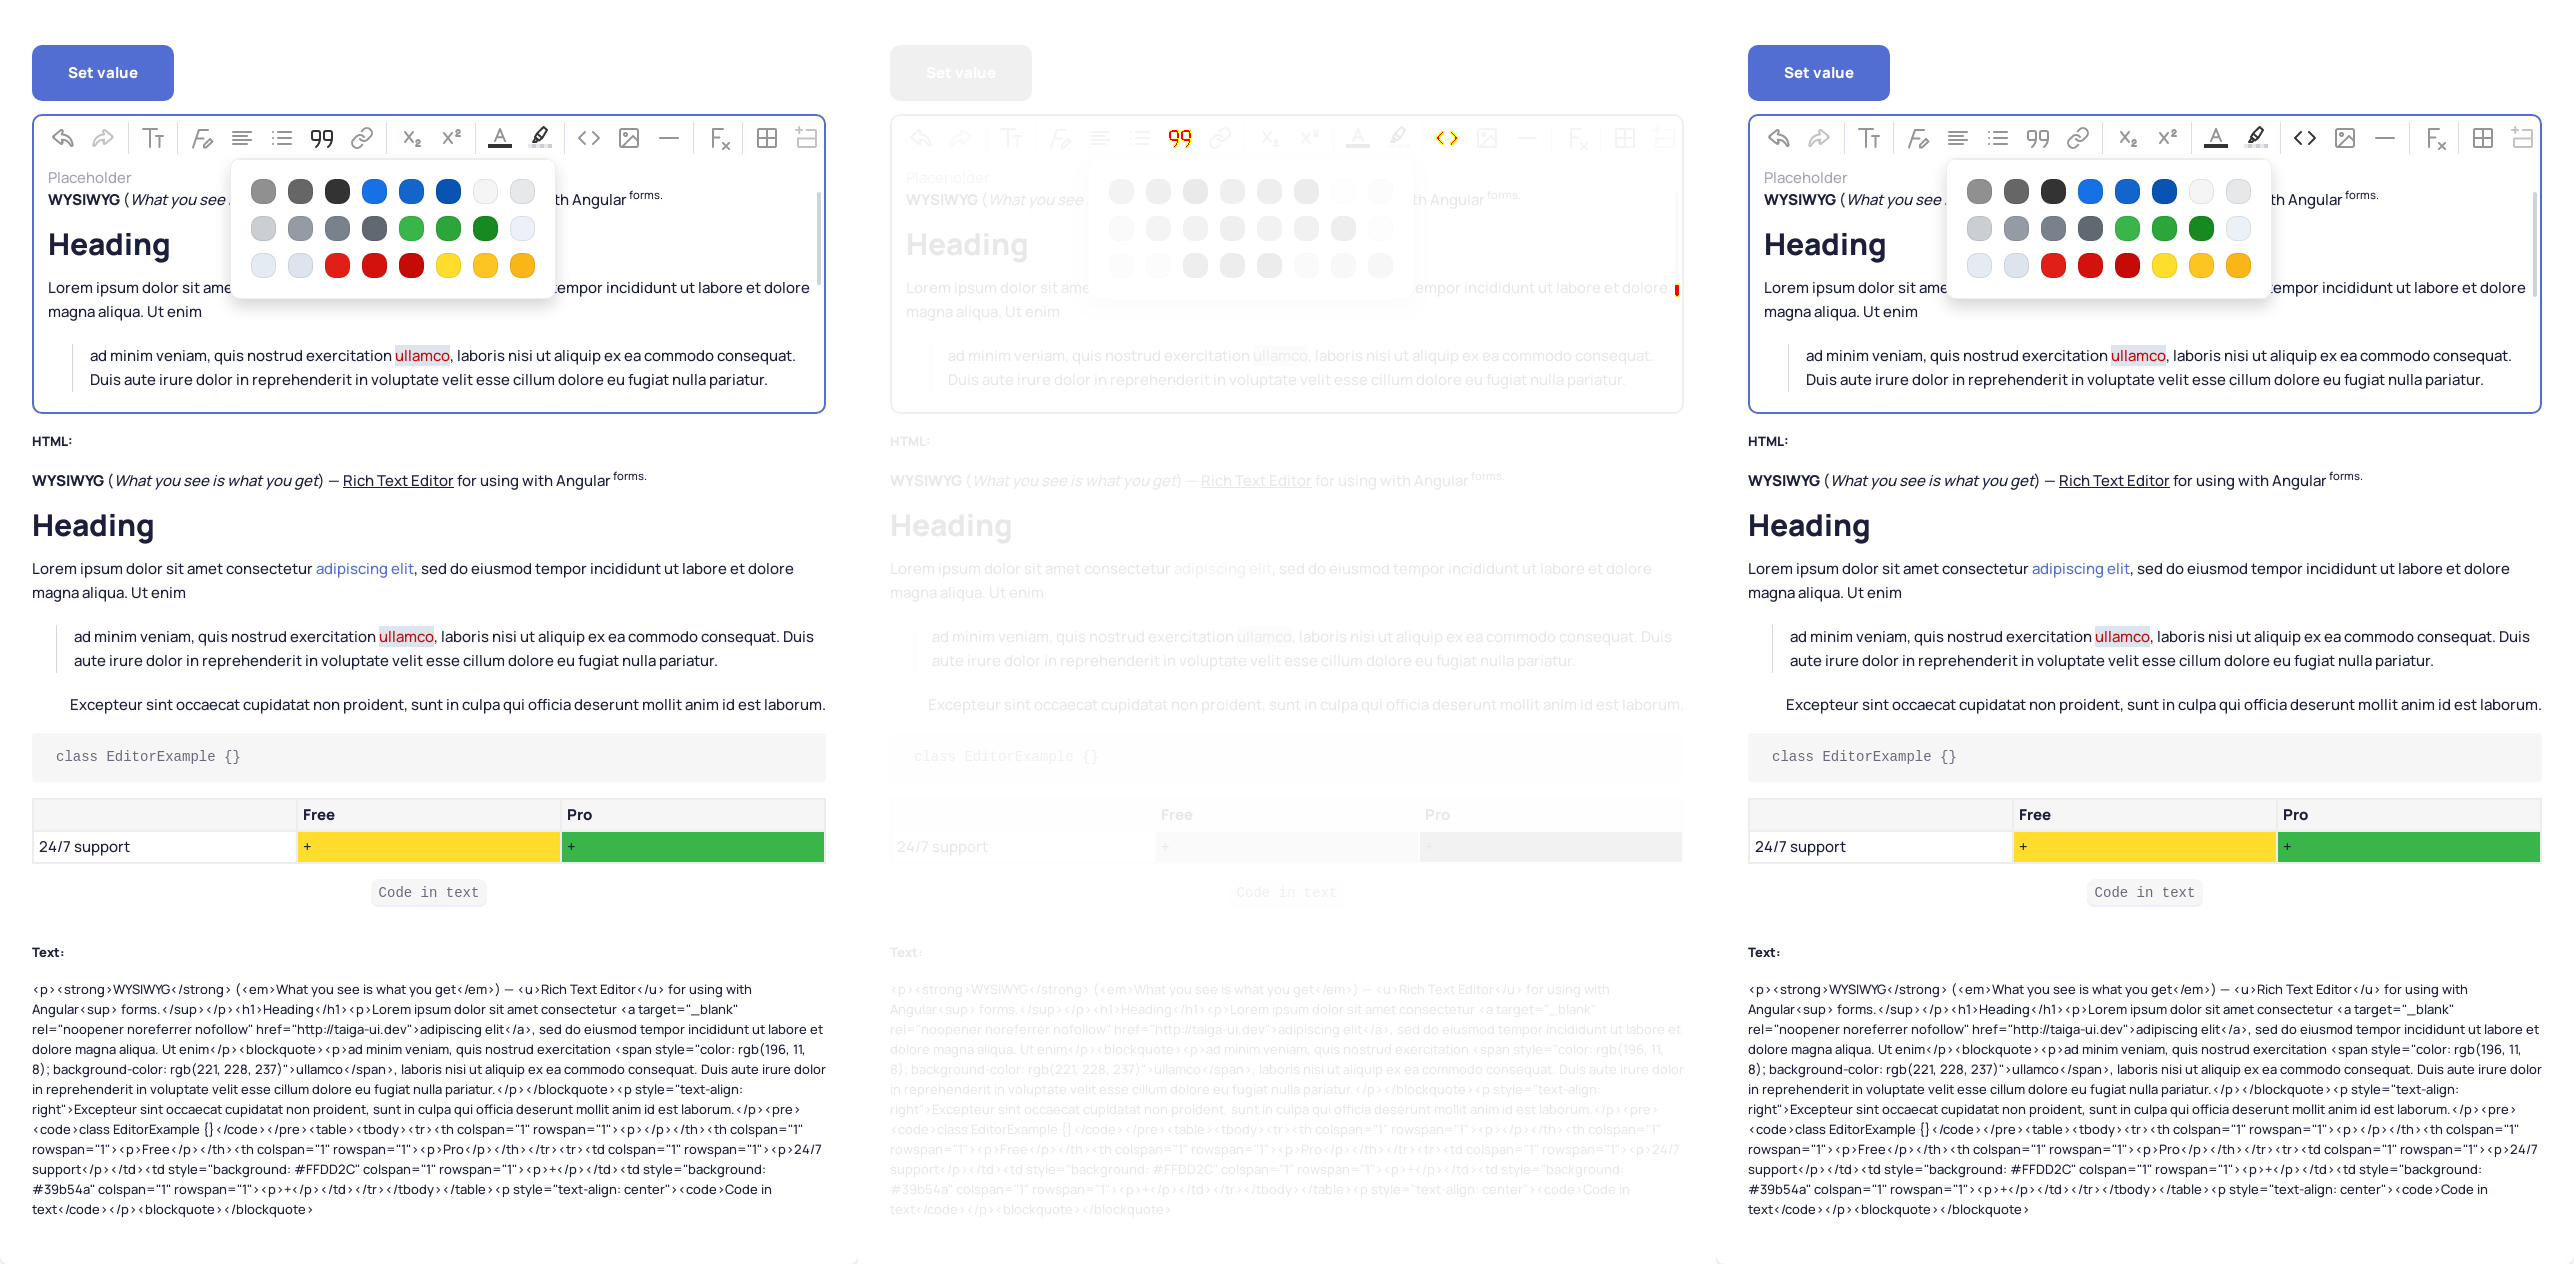 Set value
Placeholder
WYSIWYG (What you see th Angular forms.
Heading
Lorem ipsum dolor sit ame tempor incididunt ut labore et dolore
magna aliqua. Ut enim
ad minim veniam, quis nostrud exercitation ullamco, laboris nisi ut aliquip ex ea commodo consequat.
Duis aute irure dolor in reprehenderit in voluptate velit esse cillum dolore eu fugiat nulla pariatur.
HTML:
WYSIWYG (What you see is what you get) — Rich Text Editor for using with Angular forms.
Heading
Lorem ipsum dolor sit amet consectetur adipiscing elit, sed do eiusmod tempor incididunt ut labore et dolore
magna aliqua. Ut enim
ad minim veniam, quis nostrud exercitation ullamco, laboris nisi ut aliquip ex ea commodo consequat. Duis
aute irure dolor in reprehenderit in voluptate velit esse cillum dolore eu fugiat nulla pariatur.
Excepteur sint occaecat cupidatat non proident, sunt in culpa qui officia deserunt mollit anim id est laborum.
class EditorExample {}
Free Pro
24/7 support + +
Code in text
Text:
<p><strong>WYSIWYG</strong> (<em>What you see is what you get</em>) — <u>Rich Text Editor</u> for using with
Angular<sup> forms.</sup></p><h1>Heading</h1><p>Lorem ipsum dolor sit amet consectetur <a target="_blank"
rel="noopener noreferrer nofollow" href="http://taiga-ui.dev">adipiscing elit</a>, sed do eiusmod tempor incididunt ut labore et
dolore magna aliqua. Ut enim</p><blockquote><p>ad minim veniam, quis nostrud exercitation <span style="color: rgb(196, 11,
8); background-color: rgb(221, 228, 237)">ullamco</span>, laboris nisi ut aliquip ex ea commodo consequat. Duis aute irure dolor
in reprehenderit in voluptate velit esse cillum dolore eu fugiat nulla pariatur.</p></blockquote><p style="text-align:
right">Excepteur sint occaecat cupidatat non proident, sunt in culpa qui officia deserunt mollit anim id est laborum.</p><pre>
<code>class EditorExample {}</code></pre><table><tbody><tr><th colspan="1" rowspan="1"><p></p></th><th colspan="1"
rowspan="1"><p>Free</p></th><th colspan="1" rowspan="1"><p>Pro</p></th></tr><tr><td colspan="1" rowspan="1"><p>24/7
support</p></td><td style="background: #FFDD2C" colspan="1" rowspan="1"><p>+</p></td><td style="background:
#39b54a" colspan="1" rowspan="1"><p>+</p></td></tr></tbody></table><p style="text-align: center"><code>Code in
text</code></p><blockquote></blockquote>
Set value
Placeholder
WYSIWYG (What you see th Angular forms.
Heading
Lorem ipsum dolor sit ame tempor incididunt ut labore et dolore
magna aliqua. Ut enim
ad minim veniam, quis nostrud exercitation ullamco, laboris nisi ut aliquip ex ea commodo consequat.
Duis aute irure dolor in reprehenderit in voluptate velit esse cillum dolore eu fugiat nulla pariatur.
HTML:
WYSIWYG (What you see is what you get) — Rich Text Editor for using with Angular forms.
Heading
Lorem ipsum dolor sit amet consectetur adipiscing elit, sed do eiusmod tempor incididunt ut labore et dolore
magna aliqua. Ut enim
ad minim veniam, quis nostrud exercitation ullamco, laboris nisi ut aliquip ex ea commodo consequat. Duis
aute irure dolor in reprehenderit in voluptate velit esse cillum dolore eu fugiat nulla pariatur.
Excepteur sint occaecat cupidatat non proident, sunt in culpa qui officia deserunt mollit anim id est laborum.
class EditorExample {}
Free Pro
24/7 support + +
Code in text
Text:
<p><strong>WYSIWYG</strong> (<em>What you see is what you get</em>) — <u>Rich Text Editor</u> for using with
Angular<sup> forms.</sup></p><h1>Heading</h1><p>Lorem ipsum dolor sit amet consectetur <a target="_blank"
rel="noopener noreferrer nofollow" href="http://taiga-ui.dev">adipiscing elit</a>, sed do eiusmod tempor incididunt ut labore et
dolore magna aliqua. Ut enim</p><blockquote><p>ad minim veniam, quis nostrud exercitation <span style="color: rgb(196, 11,
8); background-color: rgb(221, 228, 237)">ullamco</span>, laboris nisi ut aliquip ex ea commodo consequat. Duis aute irure dolor
in reprehenderit in voluptate velit esse cillum dolore eu fugiat nulla pariatur.</p></blockquote><p style="text-align:
right">Excepteur sint occaecat cupidatat non proident, sunt in culpa qui officia deserunt mollit anim id est laborum.</p><pre>
<code>class EditorExample {}</code></pre><table><tbody><tr><th colspan="1" rowspan="1"><p></p></th><th colspan="1"
rowspan="1"><p>Free</p></th><th colspan="1" rowspan="1"><p>Pro</p></th></tr><tr><td colspan="1" rowspan="1"><p>24/7
support</p></td><td style="background: #FFDD2C" colspan="1" rowspan="1"><p>+</p></td><td style="background:
#39b54a" colspan="1" rowspan="1"><p>+</p></td></tr></tbody></table><p style="text-align: center"><code>Code in
text</code></p><blockquote></blockquote>
Set value
Placeholder
WYSIWYG (What you see th Angular forms.
Heading
Lorem ipsum dolor sit ame tempor incididunt ut labore et dolore
magna aliqua. Ut enim
ad minim veniam, quis nostrud exercitation ullamco, laboris nisi ut aliquip ex ea commodo consequat.
Duis aute irure dolor in reprehenderit in voluptate velit esse cillum dolore eu fugiat nulla pariatur.
HTML:
WYSIWYG (What you see is what you get) — Rich Text Editor for using with Angular forms.
Heading
Lorem ipsum dolor sit amet consectetur adipiscing elit, sed do eiusmod tempor incididunt ut labore et dolore
magna aliqua. Ut enim
ad minim veniam, quis nostrud exercitation ullamco, laboris nisi ut aliquip ex ea commodo consequat. Duis
aute irure dolor in reprehenderit in voluptate velit esse cillum dolore eu fugiat nulla pariatur.
Excepteur sint occaecat cupidatat non proident, sunt in culpa qui officia deserunt mollit anim id est laborum.
class EditorExample {}
Free Pro
24/7 support + +
Code in text
Text:
<p><strong>WYSIWYG</strong> (<em>What you see is what you get</em>) — <u>Rich Text Editor</u> for using with
Angular<sup> forms.</sup></p><h1>Heading</h1><p>Lorem ipsum dolor sit amet consectetur <a target="_blank"
rel="noopener noreferrer nofollow" href="http://taiga-ui.dev">adipiscing elit</a>, sed do eiusmod tempor incididunt ut labore et
dolore magna aliqua. Ut enim</p><blockquote><p>ad minim veniam, quis nostrud exercitation <span style="color: rgb(196, 11,
8); background-color: rgb(221, 228, 237)">ullamco</span>, laboris nisi ut aliquip ex ea commodo consequat. Duis aute irure dolor
in reprehenderit in voluptate velit esse cillum dolore eu fugiat nulla pariatur.</p></blockquote><p style="text-align:
right">Excepteur sint occaecat cupidatat non proident, sunt in culpa qui officia deserunt mollit anim id est laborum.</p><pre>
<code>class EditorExample {}</code></pre><table><tbody><tr><th colspan="1" rowspan="1"><p></p></th><th colspan="1"
rowspan="1"><p>Free</p></th><th colspan="1" rowspan="1"><p>Pro</p></th></tr><tr><td colspan="1" rowspan="1"><p>24/7
support</p></td><td style="background: #FFDD2C" colspan="1" rowspan="1"><p>+</p></td><td style="background:
#39b54a" colspan="1" rowspan="1"><p>+</p></td></tr></tbody></table><p style="text-align: center"><code>Code in
text</code></p><blockquote></blockquote>